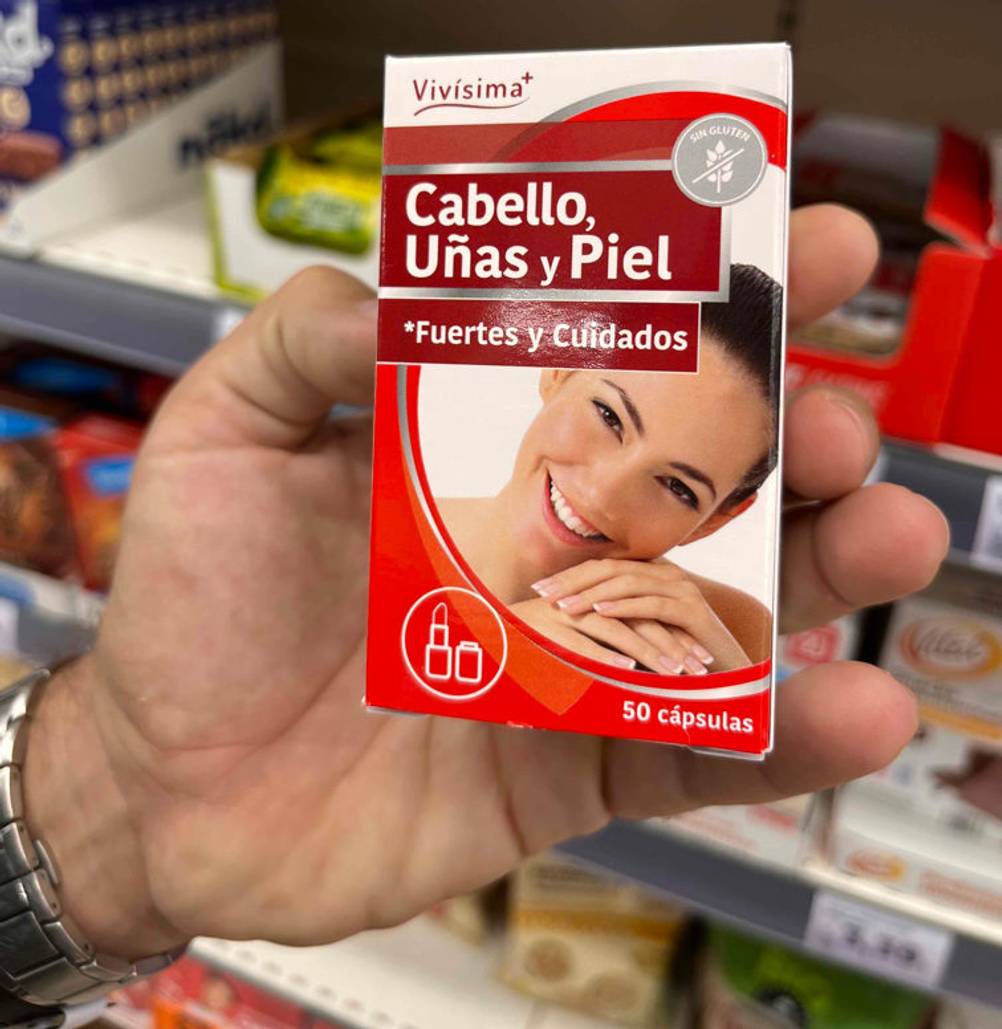 Vivísima+
SIN GLUTEN
Cabello,
Uñas y Piel
*Fuertes y Cuidados
50 cápsulas